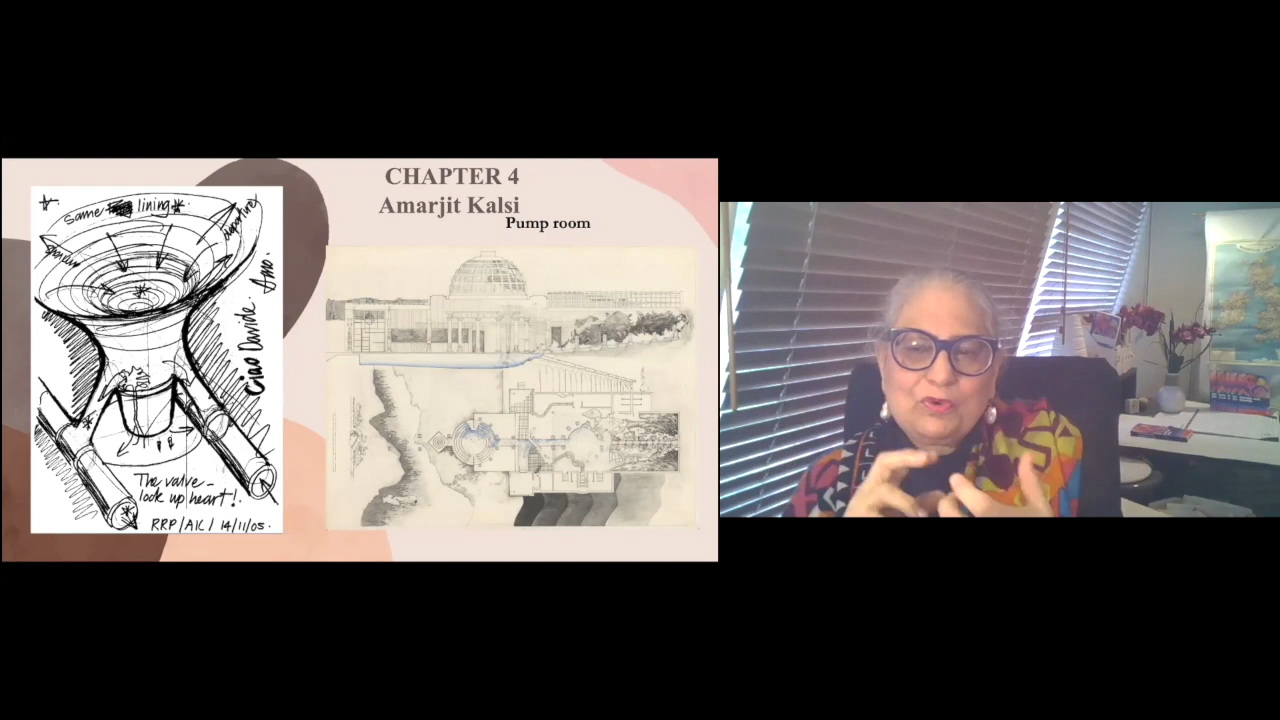 CHAPTER 4
Amarjit Kalsi
Pump room
Same lining
Ciao Davide.
The valve -
look up heart!.
RRP/AK/ 14/11/05.